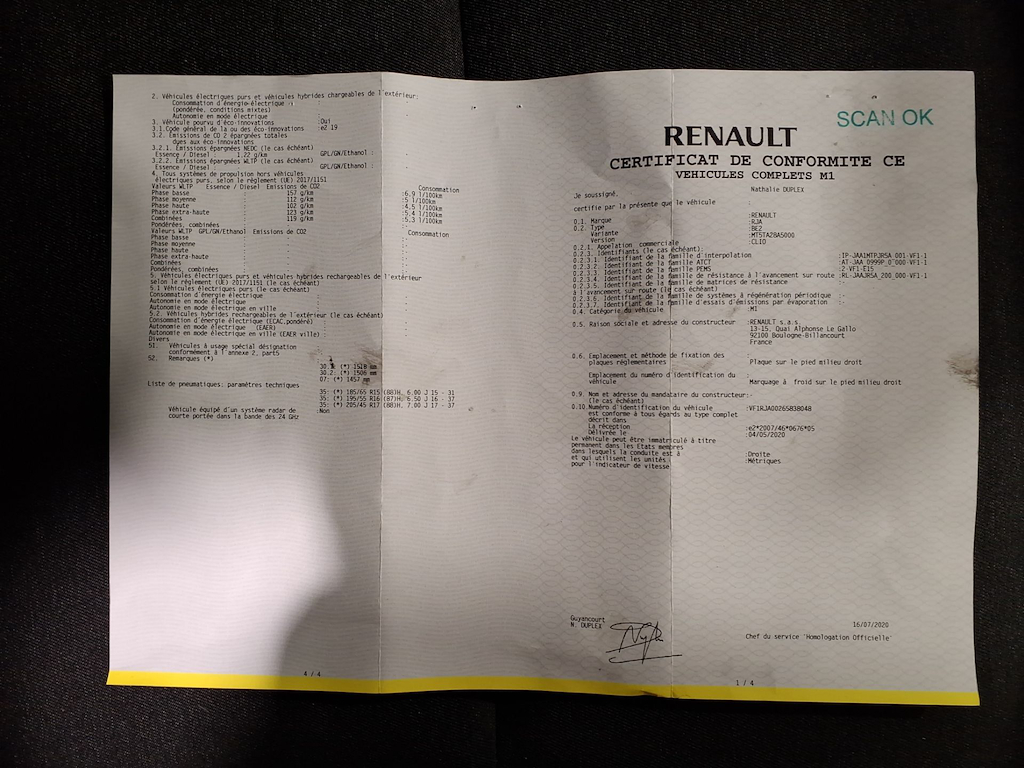 2. Véhicules électriques purs et véhicules hybrides chargeables de l'extérieur:
Consommation d'énergie électrique :
(pondérée, conditions mixtes)
Autonomie en mode électrique :
3. Véhicule pourvu d'éco-innovations :Oui
3.1.Code général de la ou des éco-innovations :e2 19
3.2. Emissions de CO 2 épargnées totales
dues aux éco-innovations
3.2.1. Emissions épargnées NEDC (le cas échéant)
Essence / Diesel : 1.22 g/km GPL/GN/Ethanol :
3.2.2. Emissions épargnées WLTP (le cas échéant)
Essence / Diesel : GPL/GN/Ethanol :
4. Tous systèmes de propulsion hors véhicules
électriques purs, selon le règlement (UE) 2017/1151
Valeurs WLTP Essence / Diesel Emissions de CO2 Consommation
Phase basse : 157 g/km :6.9 l/100km
Phase moyenne : 112 g/km :5 l/100km
Phase haute : 102 g/km :4.5 l/100km
Phase extra-haute : 123 g/km :5.4 l/100km
Combinées : 119 g/km :5.3 l/100km
Pondérées, combinées
Valeurs WLTP GPL/GN/Ethanol Emissions de CO2 Consommation
Phase basse
Phase moyenne
Phase haute
Phase extra-haute
Combinées
Pondérées, combinées
5. Véhicules électriques purs et véhicules hybrides rechargeables de l'extérieur
selon le règlement (UE) 2017/1151 (le cas échéant)
5.1 Véhicules électriques purs (le cas échéant)
Consommation d'énergie électrique
Autonomie en mode électrique
Autonomie en mode électrique en ville
5.2. Véhicules hybrides rechargeables de l'extérieur (le cas échéant)
Consommation d'énergie électrique (ECAC,pondéré)
Autonomie en mode électrique (EAER)
Autonomie en mode électrique en ville (EAER ville)
Divers
51. Véhicules à usage spécial désignation
conformément à l'annexe 2, part5
52. Remarques (*)
30.1: (*) 1518 mm
30.2: (*) 1506 mm
07: (*) 1457 mm
Liste de pneumatiques: paramètres techniques
35: (*) 185/65 R15 (88)H, 6.00 J 15 - 31
35: (*) 195/55 R16 (87)H, 6.50 J 16 - 37
35: (*) 205/45 R17 (88)H, 7.00 J 17 - 37
Véhicule équipé d'un système radar de :Non
courte portée dans la bande des 24 GHz
4 / 4
SCAN OK
RENAULT
CERTIFICAT DE CONFORMITE CE
VEHICULES COMPLETS M1
Je soussigné, Nathalie DUPLEX
certifie par la présente que le véhicule :
0.1. Marque :RENAULT
0.2. Type :RJA
Variante :BE2
Version :MT5TA2BA5000
0.2.1. Appelation commerciale :CLIO
0.2.3. Identifiants (le cas échéant):
0.2.3.1. Identifiant de la famille d'interpolation :IP-JAA1MTPJR5A_001-VF1-1
0.2.3.2. Identifiant de la famille ATCT :AT-JAA_0999P_0_000-VF1-1
0.2.3.3. Identifiant de la famille PEMS :2_VF1-E15
0.2.3.4. Identifiant de la famille de résistance à l'avancement sur route :RL-JAAJR5A_200_000-VF1-1
0.2.3.5. Identifiant de la famille de matrices de résistance
à l'avancement sur route (le cas échéant) :-
0.2.3.6. Identifiant de la famille de systèmes à régénération périodique :-
0.2.3.7. Identifiant de la famille d'essais d'émissions par évaporation :-
0.4. Catégorie du véhicule :M1
0.5. Raison sociale et adresse du constructeur :RENAULT s.a.s.
13-15, Quai Alphonse Le Gallo
92100 Boulogne-Billancourt
France
0.6. Emplacement et méthode de fixation des
plaques réglementaires :Plaque sur le pied milieu droit
Emplacement du numéro d'identification du
véhicule :Marquage à froid sur le pied milieu droit
0.9. Nom et adresse du mandataire du constructeur:-
(le cas échéant)
0.10.Numéro d'identification du véhicule :VF1RJA00265838048
est conforme à tous égards au type complet
décrit dans
La réception :e2*2007/46*0676*05
Délivrée le :04/05/2020
Le véhicule peut être immatriculé à titre
permanent dans les Etats membres
dans lesquels la conduite est à :Droite
et qui utilisent les unités :Métriques
pour l'indicateur de vitesse
Guyancourt 16/07/2020
N. DUPLEX
Chef du service 'Homologation Officielle'
1 / 4